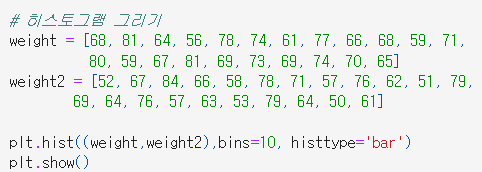 # 히스토그램 그리기
weight = [68, 81, 64, 56, 78, 74, 61, 77, 66, 68, 59, 71,
80, 59, 67, 81, 69, 73, 69, 74, 70, 65]
weight2 = [52, 67, 84, 66, 58, 78, 71, 57, 76, 62, 51, 79,
69, 64, 76, 57, 63, 53, 79, 64, 50, 61]
plt.hist((weight,weight2),bins=10, histtype='bar')
plt.show()